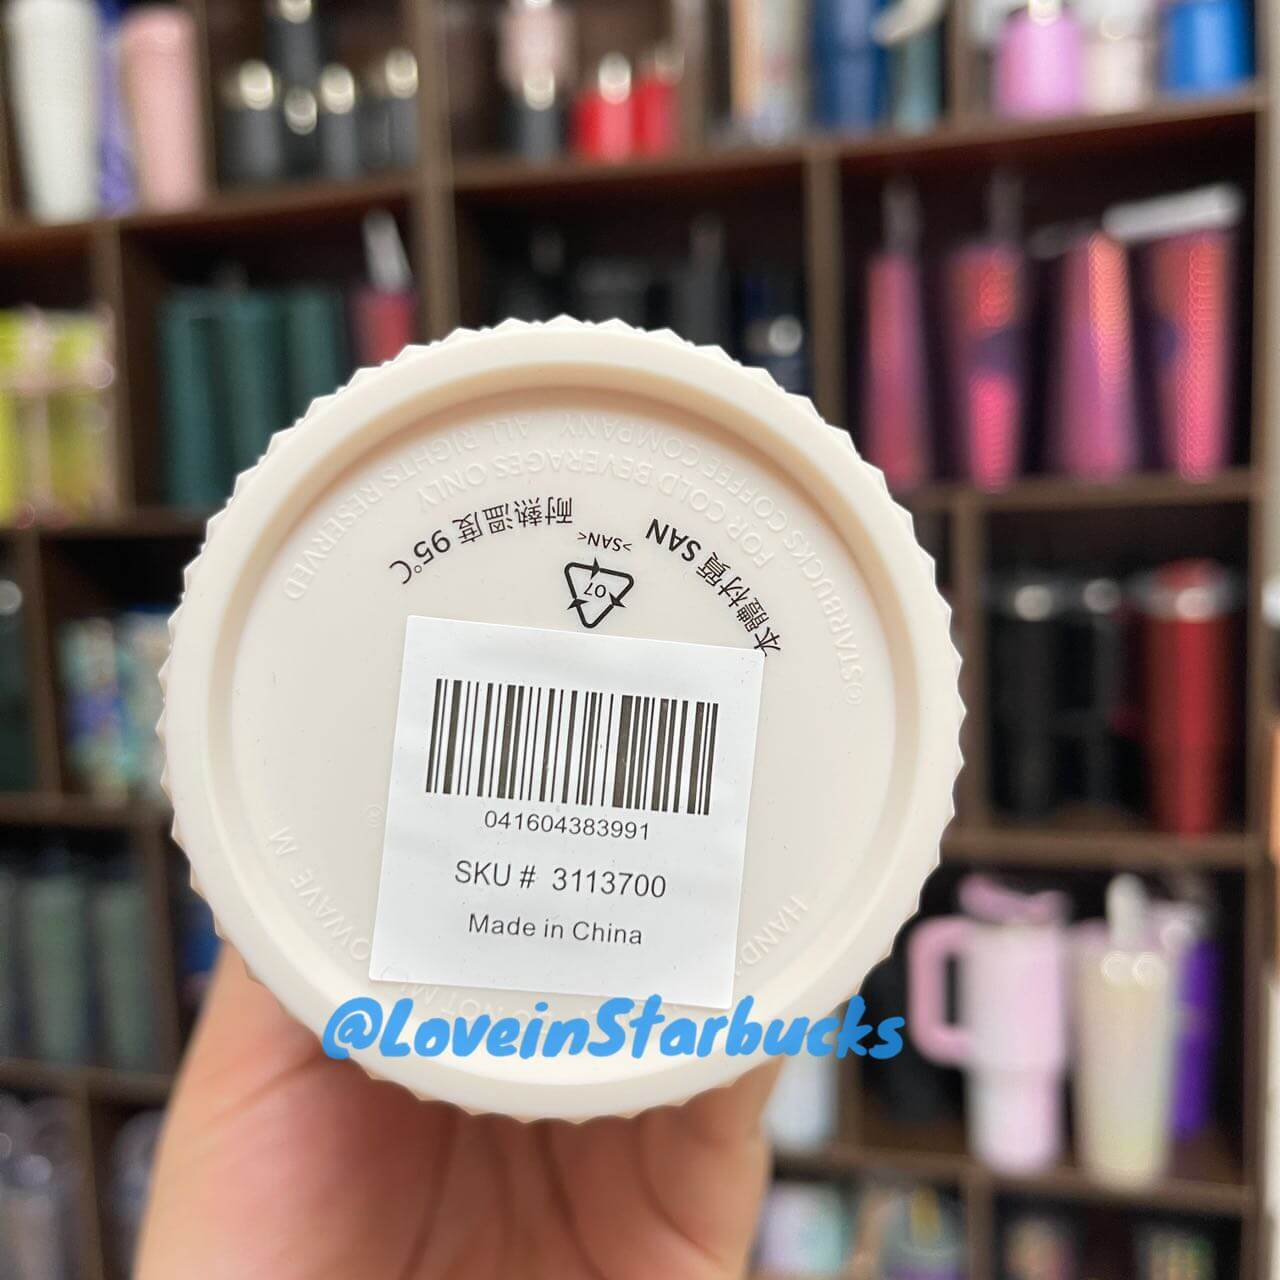 ©STARBUCKS COFFEE COMPANY ALL RIGHTS RESERVED
FOR COLD BEVERAGES ONLY
本體材質 SAN
耐熱溫度 95℃
>SAN<
07
041604383991
SKU # 3113700
Made in China
@LoveinStarbucks